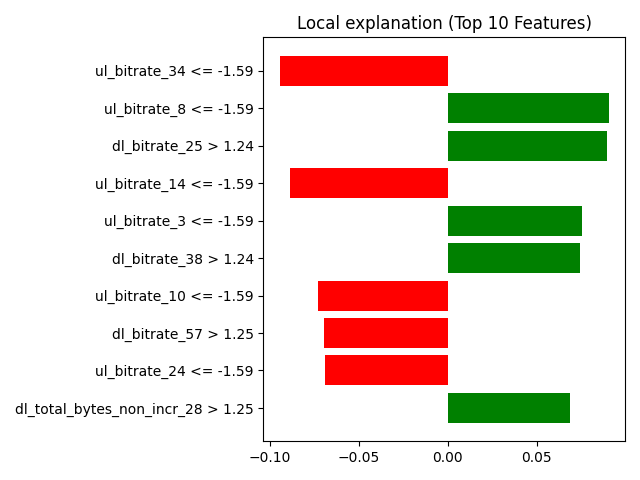 Local explanation (Top 10 Features)
ul_bitrate_34 <= -1.59
ul_bitrate_8 <= -1.59
dl_bitrate_25 > 1.24
ul_bitrate_14 <= -1.59
ul_bitrate_3 <= -1.59
dl_bitrate_38 > 1.24
ul_bitrate_10 <= -1.59
dl_bitrate_57 > 1.25
ul_bitrate_24 <= -1.59
dl_total_bytes_non_incr_28 > 1.25
−0.10 −0.05 0.00 0.05